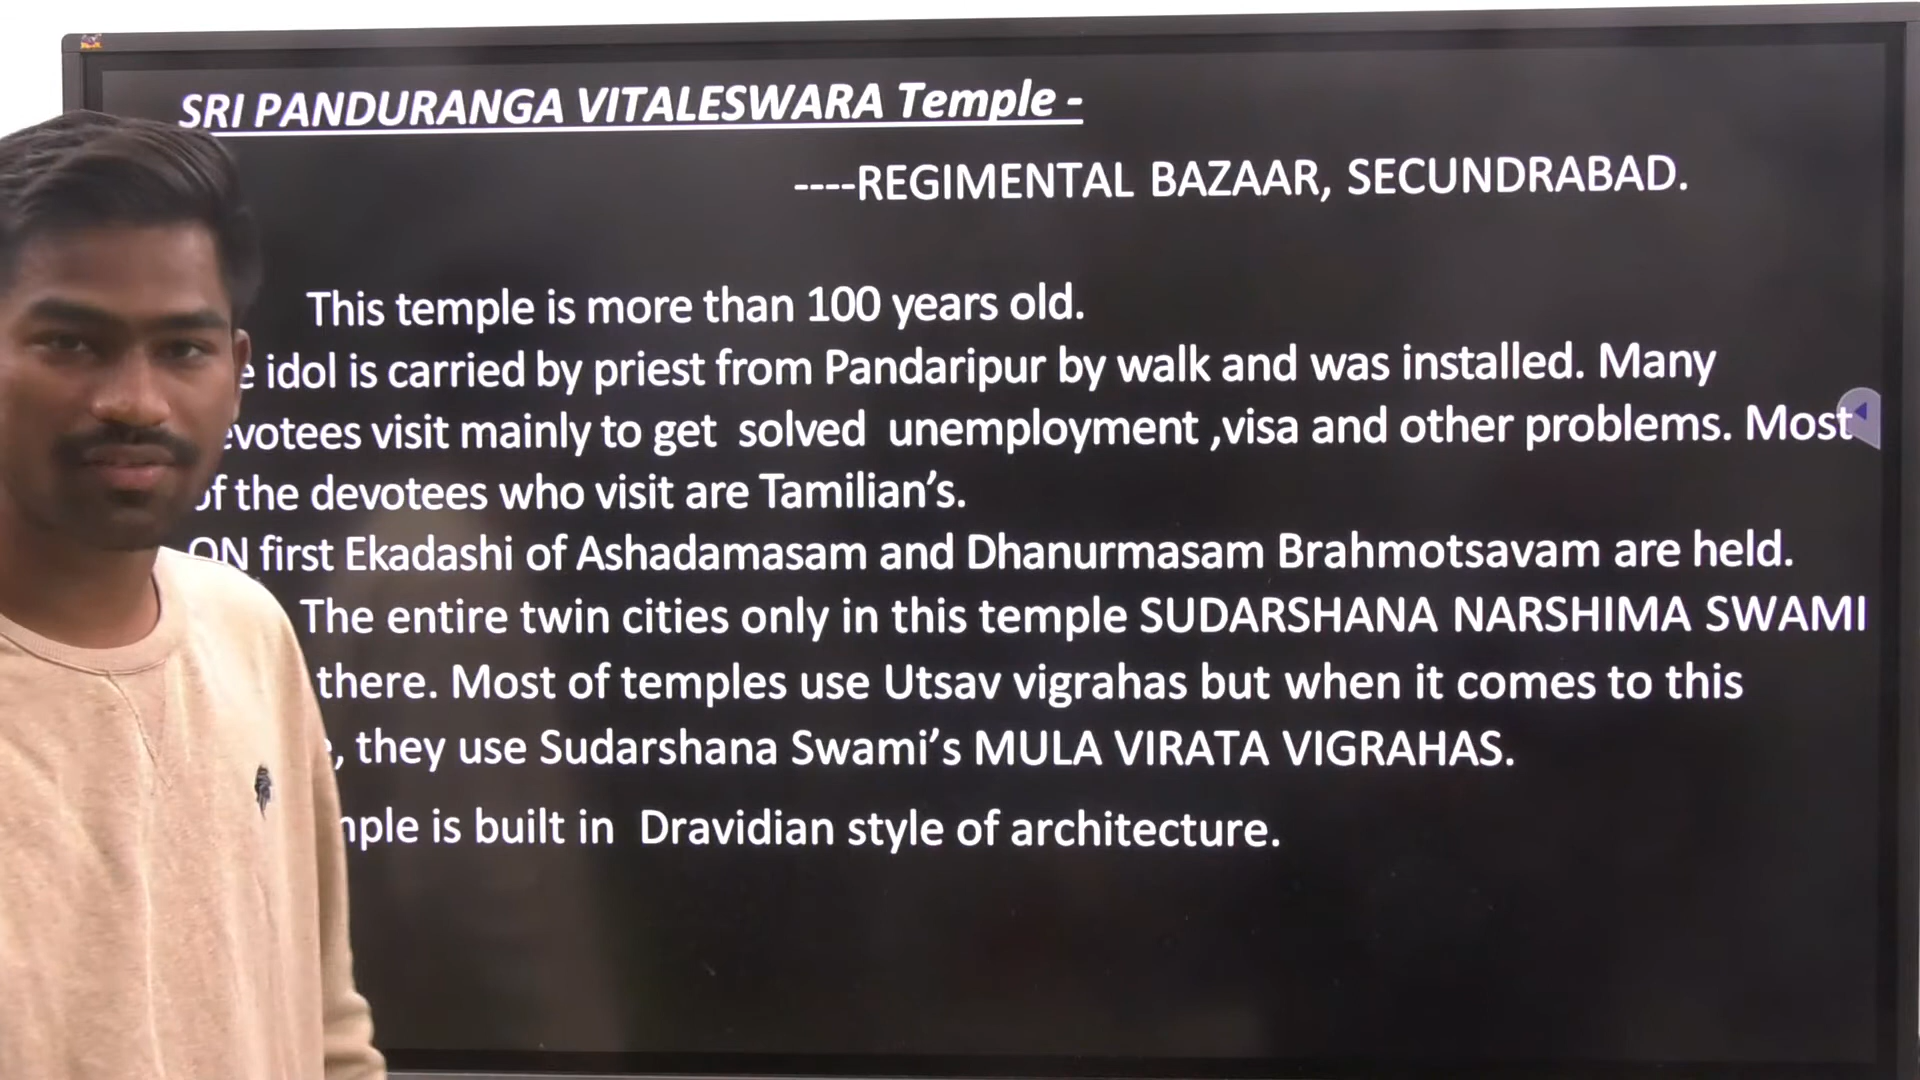 SRI PANDURANGA VITALESWARA Temple -
----REGIMENTAL BAZAAR, SECUNDRABAD.
This temple is more than 100 years old.
idol is carried by priest from Pandaripur by walk and was installed. Many
visit mainly to get solved unemployment ,visa and other problems. Most
of the devotees who visit are Tamilian's.
ON first Ekadashi of Ashadamasam and Dhanurmasam Brahmotsavam are held.
The entire twin cities only in this temple SUDARSHANA NARSHIMA SWAMI
there. Most of temples use Utsav vigrahas but when it comes to this
, they use Sudarshana Swami's MULA VIRATA VIGRAHAS.
is built in Dravidian style of architecture.